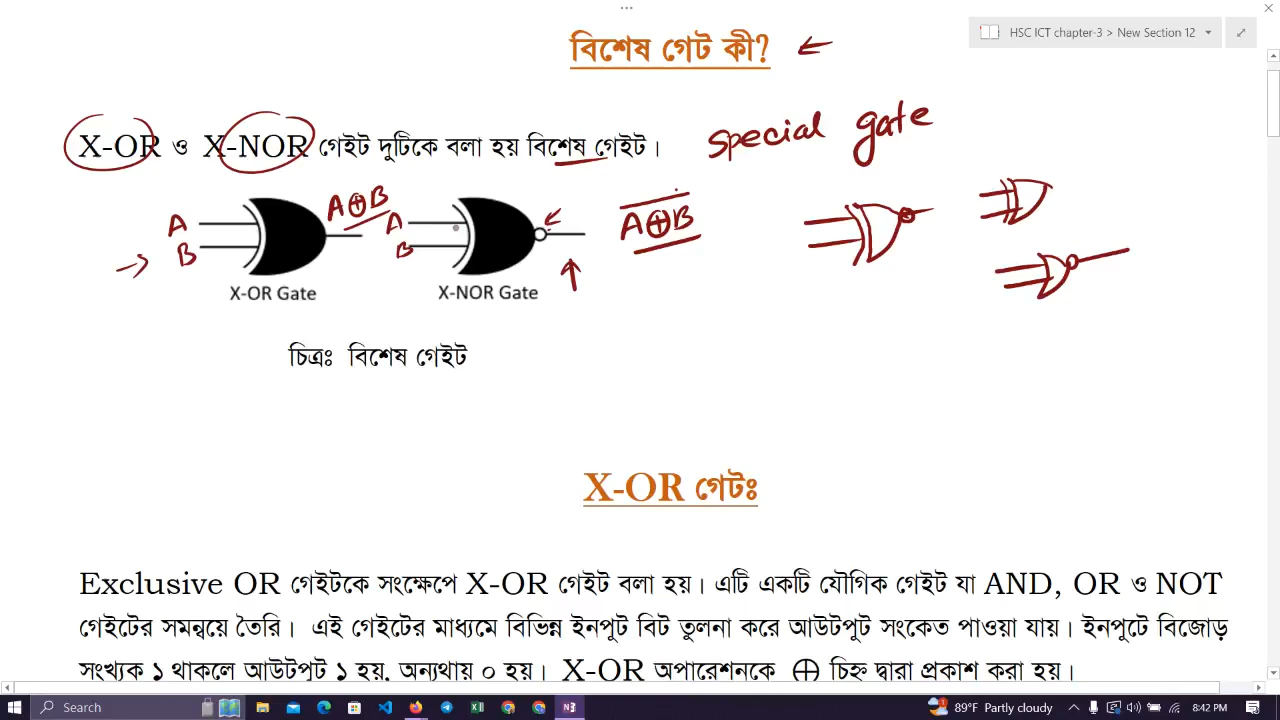 HSC ICT chapter-3 > New Section 12
বিশেষ গেট কী?
X-OR ও X-NOR গেইট দুটিকে বলা হয় বিশেষ গেইট। special gate
A A⊕B A A⊕B
B B
X-OR Gate X-NOR Gate
চিত্রঃ বিশেষ গেইট
X-OR গেটঃ
Exclusive OR গেইটকে সংক্ষেপে X-OR গেইট বলা হয়। এটি একটি যৌগিক গেইট যা AND, OR ও NOT
গেইটের সমন্বয়ে তৈরি। এই গেইটের মাধ্যমে বিভিন্ন ইনপুট বিট তুলনা করে আউটপুট সংকেত পাওয়া যায়। ইনপুটে বিজোড়
সংখ্যক ১ থাকলে আউটপুট ১ হয়, অন্যথায় ০ হয়। X-OR অপারেশনকে ⊕ চিহ্ন দ্বারা প্রকাশ করা হয়।
Search 89°F Partly cloudy 8:42 PM